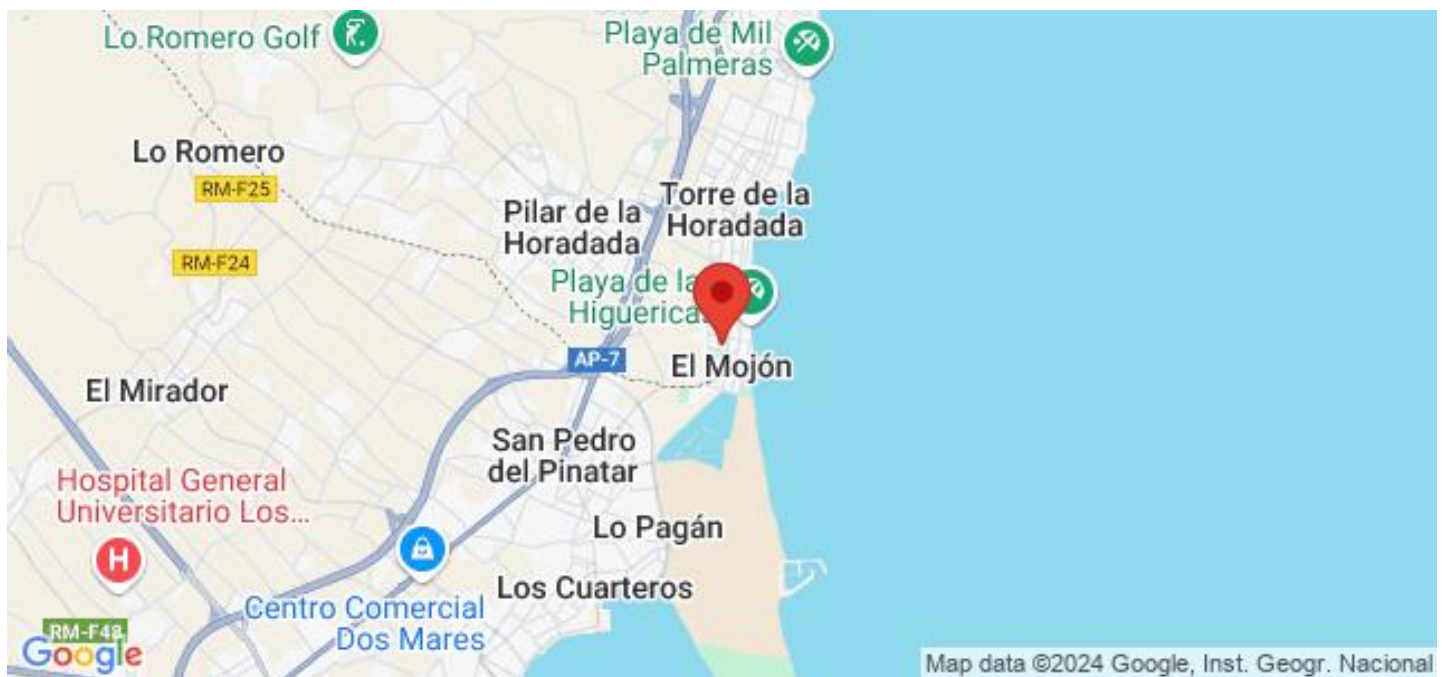 Lo Romero Golf
Playa de Mil
Palmeras
Lo Romero
RM-F25
Torre de la
Horadada
Pilar de la
Horadada
RM-F24
Playa de la
Higuerica
AP-7
El Mojón
El Mirador
San Pedro
del Pinatar
Hospital General
Universitario Los...
H
Lo Pagán
Los Cuarteros
Centro Comercial
Dos Mares
RM-F48
Google
Map data ©2024 Google, Inst. Geogr. Nacional